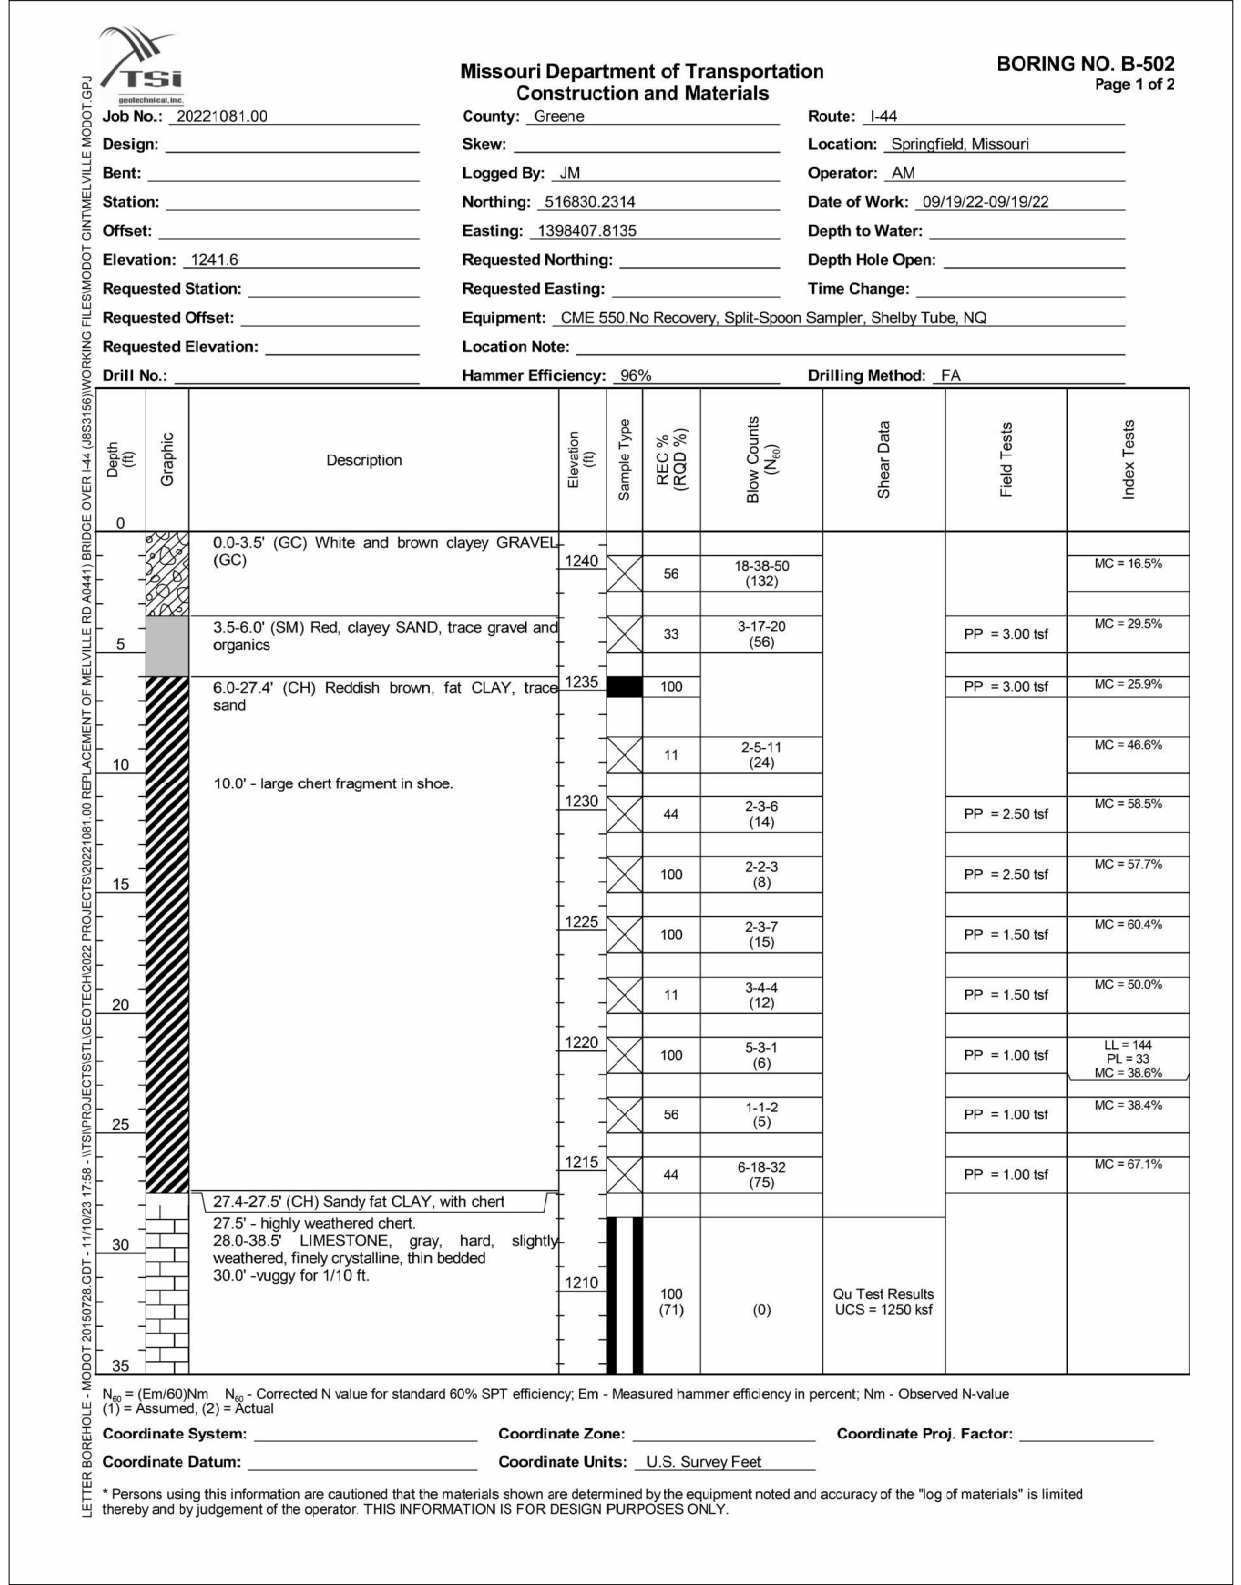 TSi
geotechnical, inc.
Missouri Department of Transportation
Construction and Materials
BORING NO. B-502
Page 1 of 2
Job No.: 20221081.00 County: Greene Route: I-44
Design: Skew: Location: Springfield, Missouri
Bent: Logged By: JM Operator: AM
Station: Northing: 516830.2314 Date of Work: 09/19/22-09/19/22
Offset: Easting: 1398407.8135 Depth to Water:
Elevation: 1241.6 Requested Northing: Depth Hole Open:
Requested Station: Requested Easting: Time Change:
Requested Offset: Equipment: CME 550,No Recovery, Split-Spoon Sampler, Shelby Tube, NQ
Requested Elevation: Location Note:
Drill No.: Hammer Efficiency: 96% Drilling Method: FA
Depth (ft) Graphic Description Elevation (ft) Sample Type REC % (RQD %) Blow Counts (N60) Shear Data Field Tests Index Tests
0
0.0-3.5' (GC) White and brown clayey GRAVEL
(GC)
1240
56 18-38-50 MC = 16.5%
(132)
3.5-6.0' (SM) Red, clayey SAND, trace gravel and
organics
5
33 3-17-20 PP = 3.00 tsf MC = 29.5%
(56)
6.0-27.4' (CH) Reddish brown, fat CLAY, trace
sand
1235
100 PP = 3.00 tsf MC = 25.9%
11 2-5-11 MC = 46.6%
(24)
10
10.0' - large chert fragment in shoe.
1230
44 2-3-6 PP = 2.50 tsf MC = 58.5%
(14)
100 2-2-3 PP = 2.50 tsf MC = 57.7%
(8)
15
1225
100 2-3-7 PP = 1.50 tsf MC = 60.4%
(15)
11 3-4-4 PP = 1.50 tsf MC = 50.0%
(12)
20
1220
100 5-3-1 PP = 1.00 tsf LL = 144
(6) PL = 33
MC = 38.6%
56 1-1-2 PP = 1.00 tsf MC = 38.4%
(5)
25
1215
44 6-18-32 PP = 1.00 tsf MC = 67.1%
(75)
27.4-27.5' (CH) Sandy fat CLAY, with chert
27.5' - highly weathered chert.
28.0-38.5' LIMESTONE, gray, hard, slightly
weathered, finely crystalline, thin bedded
30.0' -vuggy for 1/10 ft.
30
1210
100 Qu Test Results
(71) (0) UCS = 1250 ksf
35
N60 = (Em/60)Nm N60 - Corrected N value for standard 60% SPT efficiency; Em - Measured hammer efficiency in percent; Nm - Observed N-value
(1) = Assumed, (2) = Actual
Coordinate System: Coordinate Zone: Coordinate Proj. Factor:
Coordinate Datum: Coordinate Units: U.S. Survey Feet
* Persons using this information are cautioned that the materials shown are determined by the equipment noted and accuracy of the "log of materials" is limited
thereby and by judgement of the operator. THIS INFORMATION IS FOR DESIGN PURPOSES ONLY.
LETTER BOREHOLE - MODOT 20150728.GDT - 11/10/23 17:58 - \\TSI\PROJECTS\STL\GEOTECH\2022 PROJECTS\20221081.00 REPLACEMENT OF MELVILLE RD A0441) BRIDGE OVER I-44 (J8S3156)\WORKING FILES\MODOT GINT\MELVILLE MODOT.GPJ